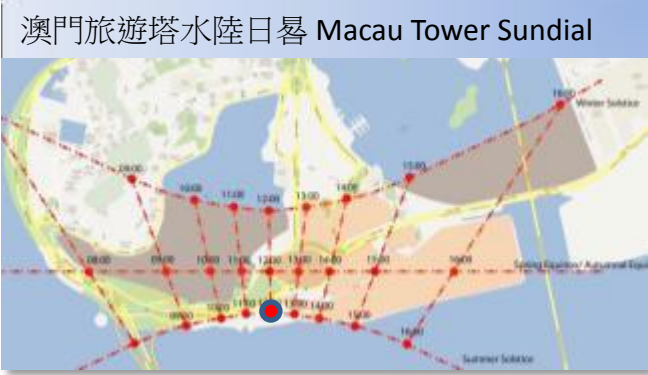 澳門旅遊塔水陸日晷 Macau Tower Sundial
16:00
Winter Solstice
09:00 10:00 11:00 12:00 13:00 14:00 15:00
08:00 09:00 10:00 11:00 12:00 13:00 14:00 15:00 16:00 Spring Equinox/ Autumnal Equi
09:00 10:00 11:00 13:00 14:00 15:00 16:00
Summer Solstice